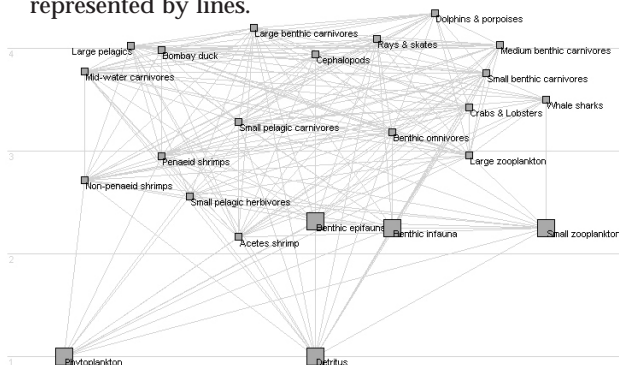 represented by lines.
Dolphins & porpoises
Large benthic carnivores
Large pelagics
Bombay duck
Rays & skates
Cephalopods
Medium benthic carnivores
4
Mid-water carnivores
Small benthic carnivores
Whale sharks
Crabs & Lobsters
Small pelagic carnivores
Benthic omnivores
3
Penaeid shrimps
Large zooplankton
Non-penaeid shrimps
Small pelagic herbivores
Benthic epifauna
Benthic infauna
Small zooplankton
Acetes shrimp
2
1
Phytoplankton
Detritus